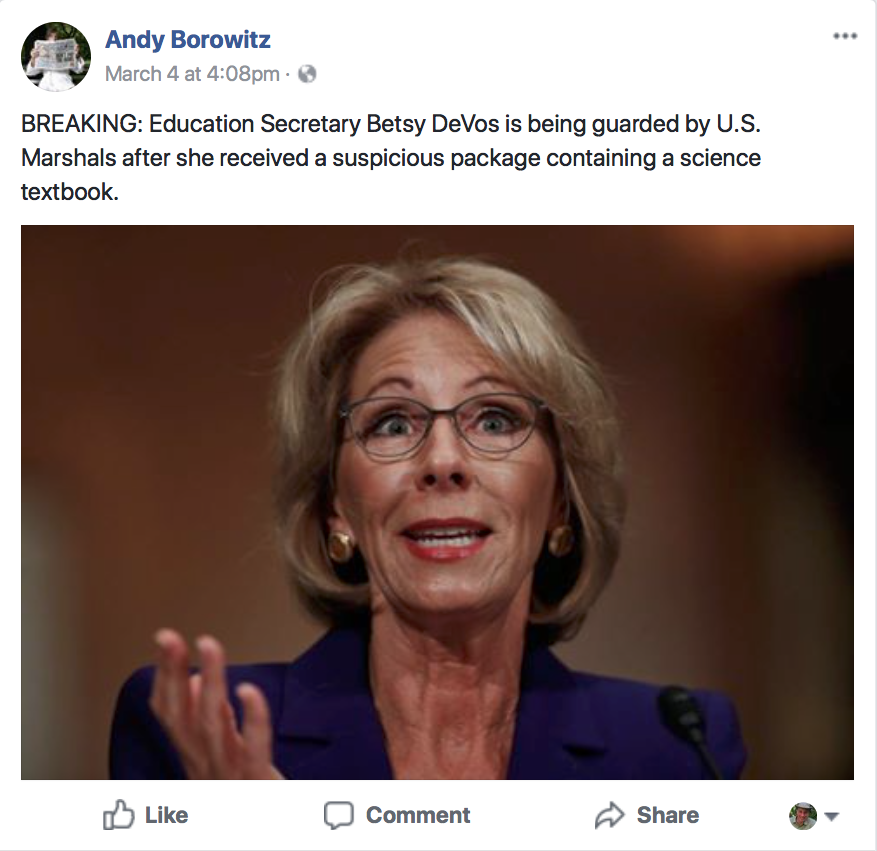 Andy Borowitz
March 4 at 4:08pm ·
BREAKING: Education Secretary Betsy DeVos is being guarded by U.S.
Marshals after she received a suspicious package containing a science
textbook.
Like Comment Share